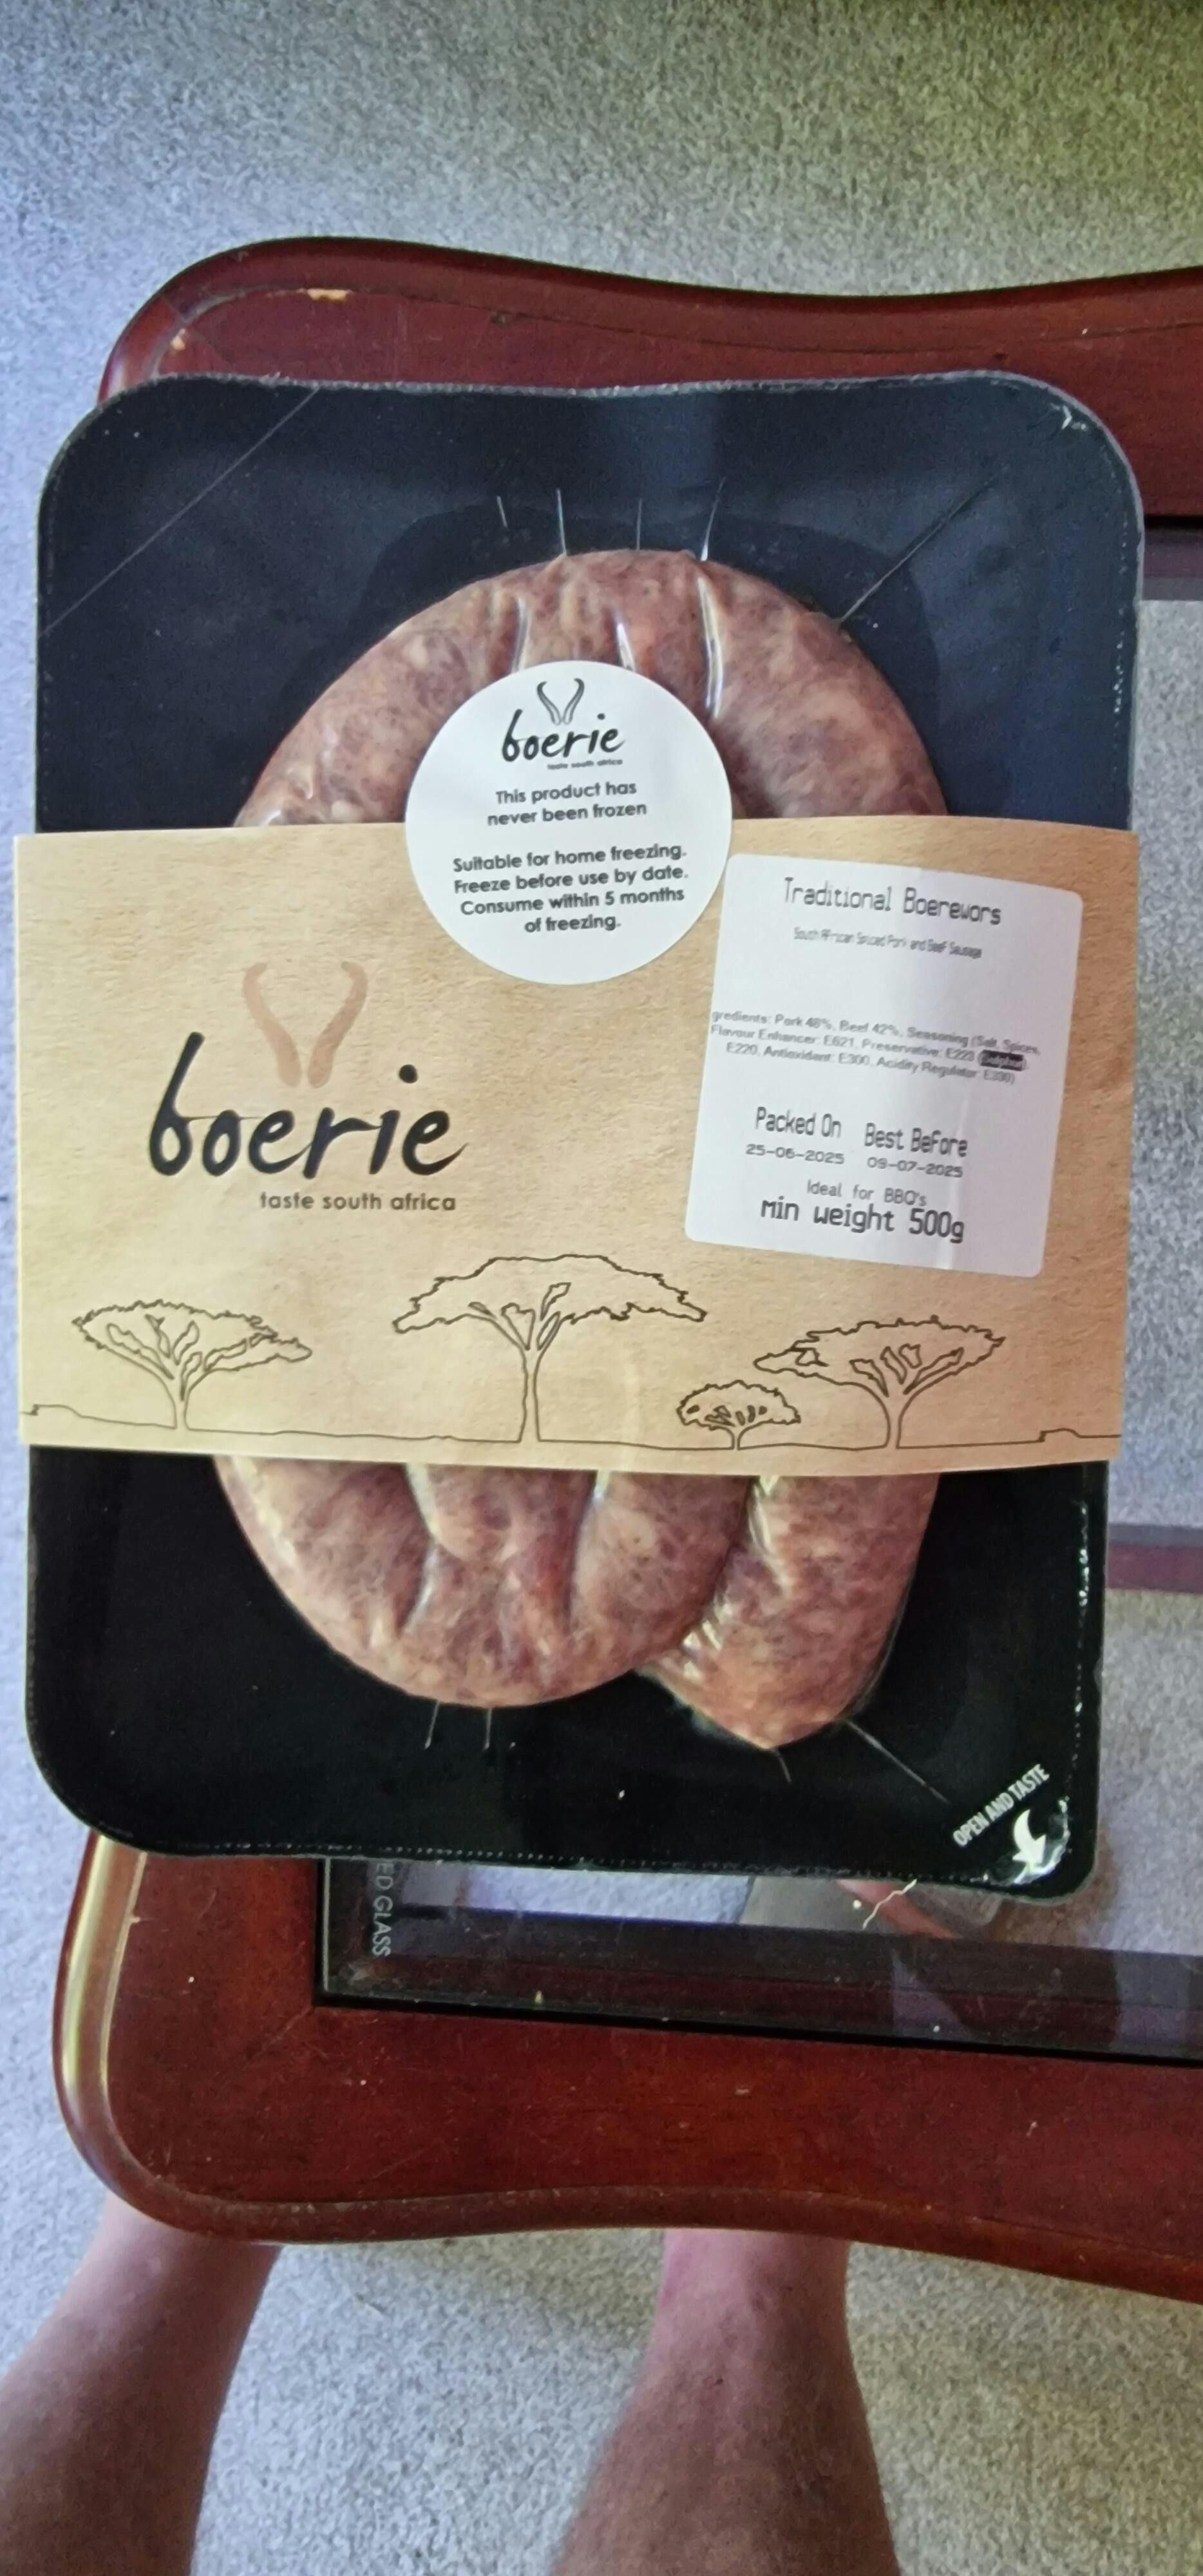 boerie
taste south africa
This product has
never been frozen
Suitable for home freezing.
Freeze before use by date.
Consume within 5 months
of freezing.
Traditional Boerewors
South African Spiced Pork and Beef Sausage
gredients: Pork 48%, Beef 42%, Seasoning (Salt, Spices,
Flavour Enhancer: E621, Preservative: E223
E220, Antioxidant: E300, Acidity Regulator: E330)
Packed On Best Before
25-06-2025 09-07-2025
Ideal for BBQ's
Min weight 500g
boerie
taste south africa
OPEN AND TASTE
ED GLASS